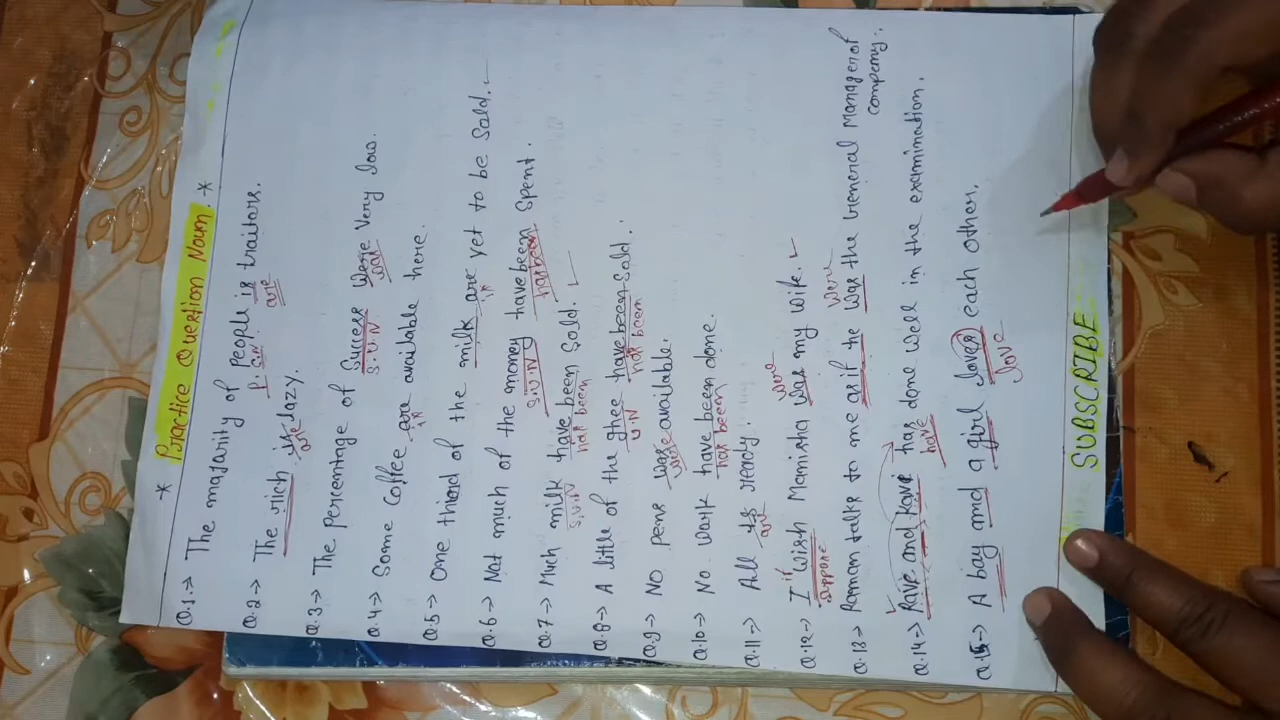 * Practice Question Noun. *
Q.1.→ The majority of people is traitors.
P.S.N. are
Q.2→ The rich is lazy.
are
Q.3→ The percentage of success were very low.
S.U.N was
Q.4→ Some coffee are available here.
is
Q.5→ One third of the milk are yet to be sold.
is
Q.6→ Not much of the money have been spent.
S.U.N has been
Q.7→ Much milk have been sold.
S.U.N has been
Q.8→ A little of the ghee have been sold.
U.N has been
Q.9→ No pens was available.
were
Q.10→ No work have been done.
has been
Q.11→ All is ready.
are
Q.12→ I wish Manisha was my wife.
if suppose were
Q.13→ Raman talks to me as if he was the General Manager of
company.
were
Q.14→ and has done well in the examination.
have
Q.15→ A boy and a girl loves each other.
love
SUBSCRIBE